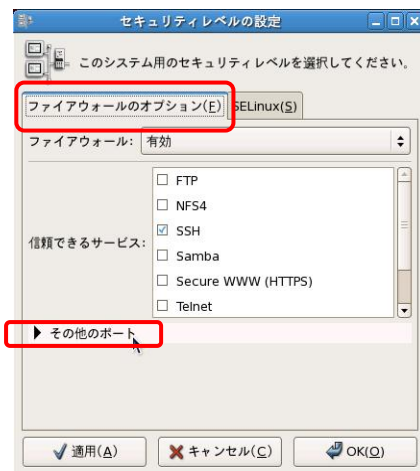 セキュリティレベルの設定
このシステム用のセキュリティレベルを選択してください。
ファイアウォールのオプション(F) SELinux(S)
ファイアウォール: 有効
信頼できるサービス:
FTP
NFS4
SSH
Samba
Secure WWW (HTTPS)
Telnet
その他のポート
適用(A) キャンセル(C) OK(O)